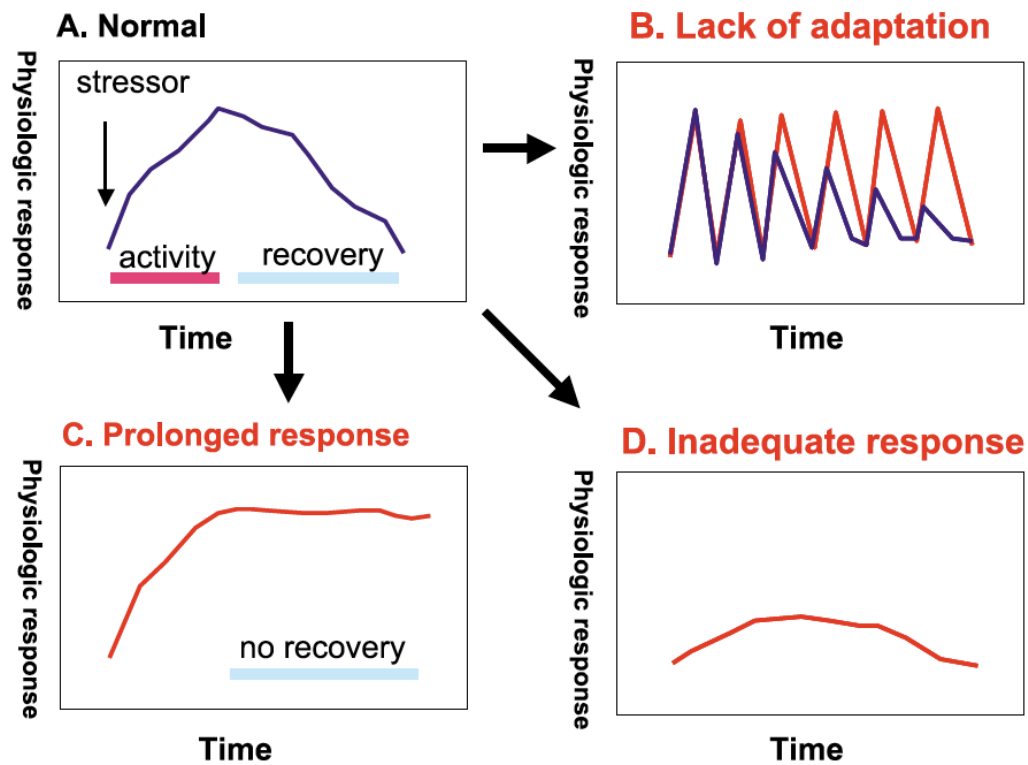 A. Normal
Physiologic response
stressor
activity
recovery
Time
B. Lack of adaptation
Physiologic response
Time
C. Prolonged response
Physiologic response
no recovery
Time
D. Inadequate response
Physiologic response
Time